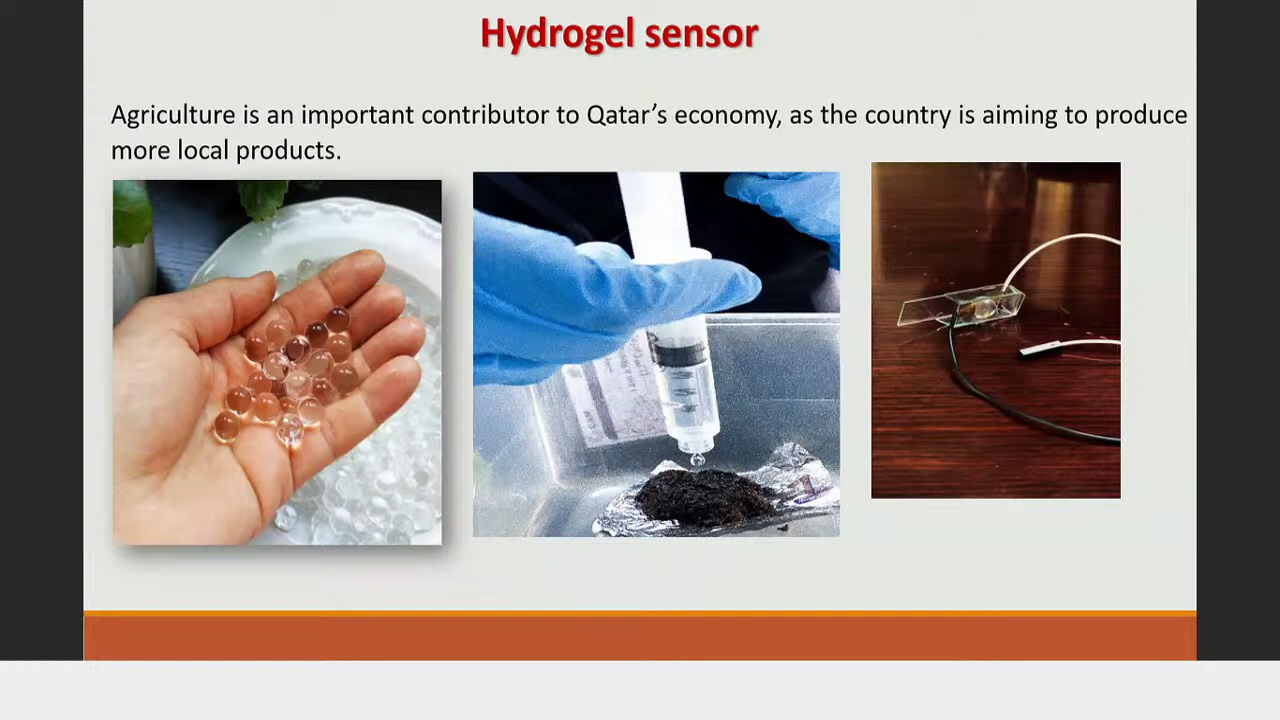 Hydrogel sensor
Agriculture is an important contributor to Qatar’s economy, as the country is aiming to produce
more local products.